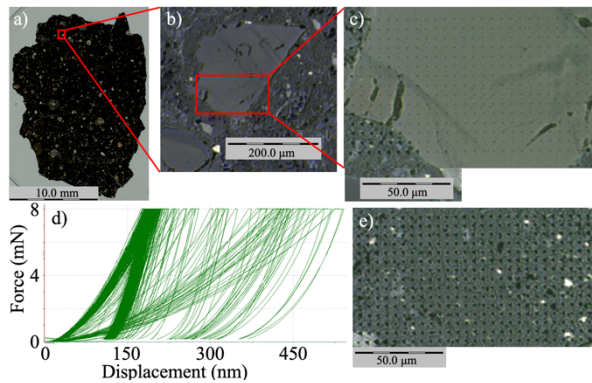 a)
b)
c)
10.0 mm
200.0 µm
50.0 µm
d)
Force (mN)
8
4
0
0
150
300
450
Displacement (nm)
e)
50.0 µm